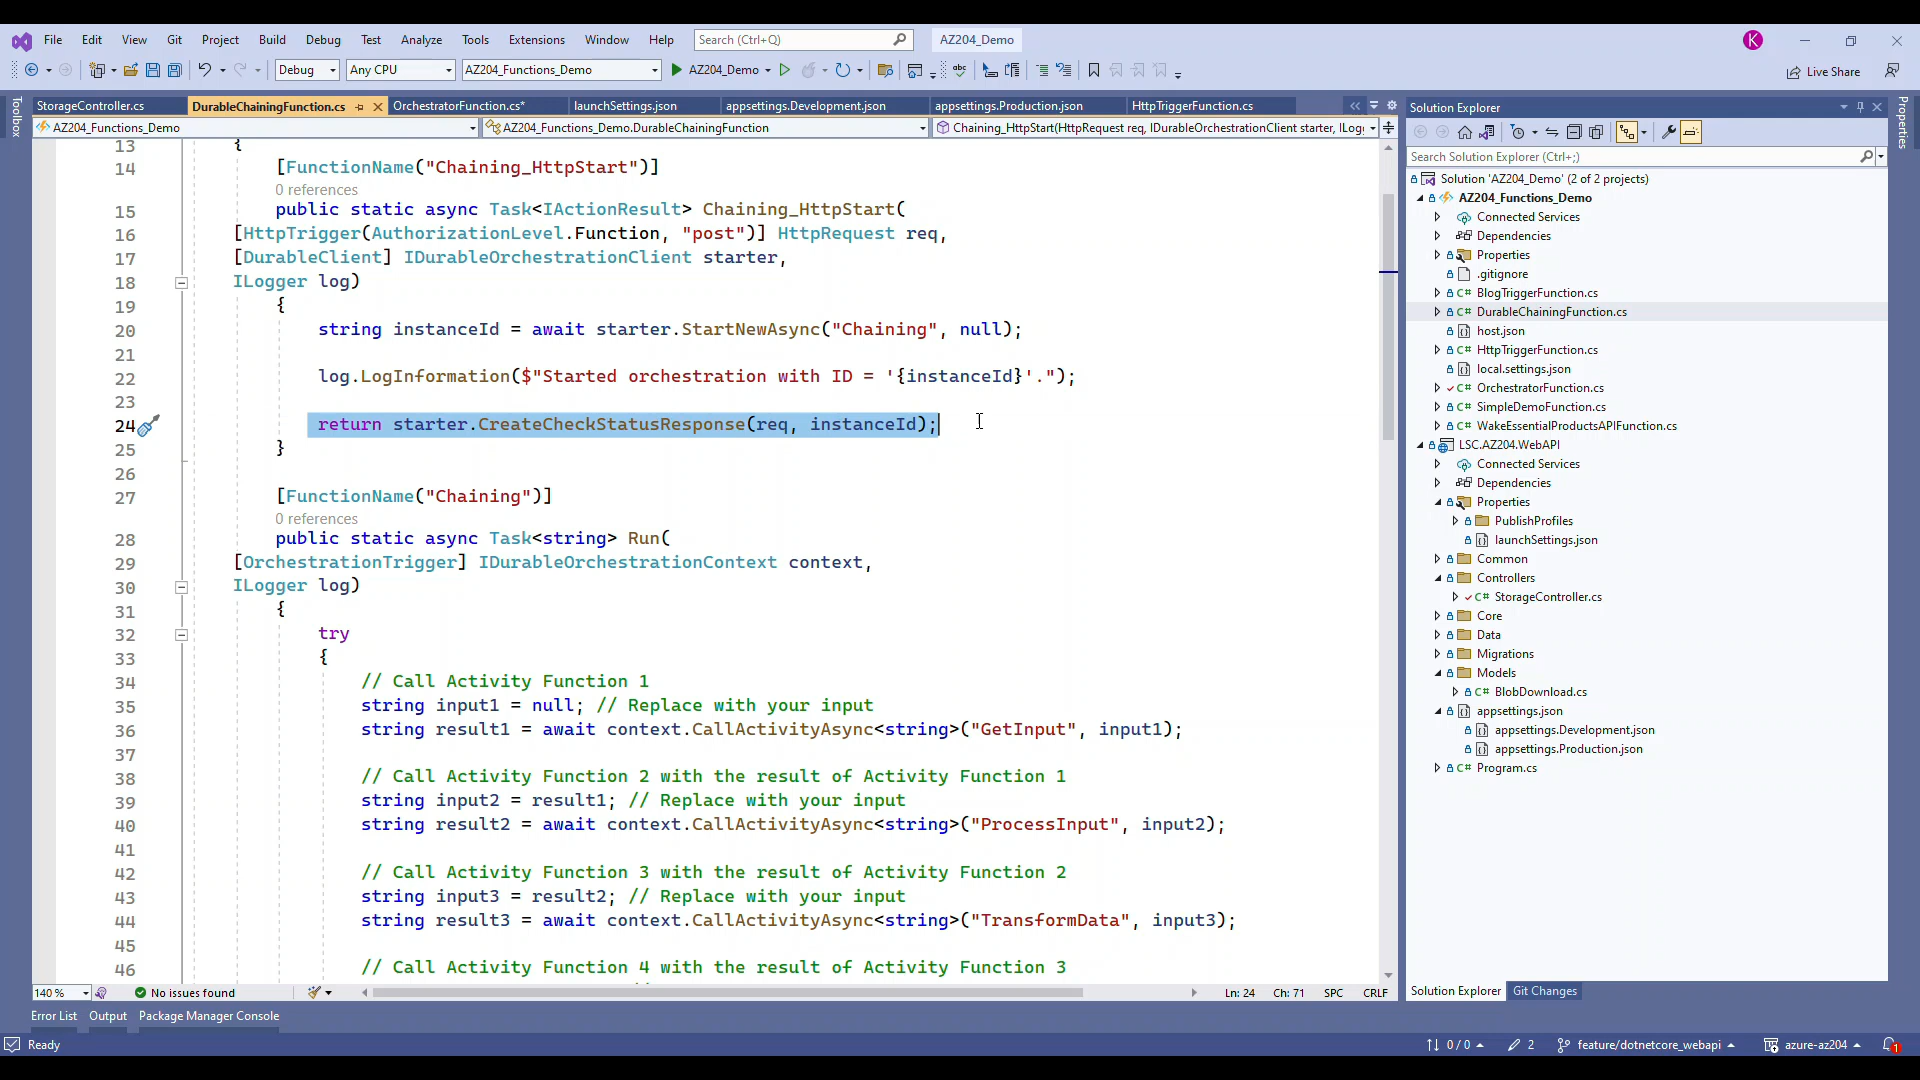 File Edit View Git Project Build Debug Test Analyze Tools Extensions Window Help Search (Ctrl+Q) AZ204_Demo K
Debug Any CPU AZ204_Functions_Demo AZ204_Demo Live Share
Toolbox
StorageController.cs DurableChainingFunction.cs OrchestratorFunction.cs* launchSettings.json appsettings.Development.json appsettings.Production.json HttpTriggerFunction.cs
AZ204_Functions_Demo AZ204_Functions_Demo.DurableChainingFunction Chaining_HttpStart(HttpRequest req, IDurableOrchestrationClient starter, ILog
13 {
14 [FunctionName("Chaining_HttpStart")]
0 references
15 public static async Task<IActionResult> Chaining_HttpStart(
16 [HttpTrigger(AuthorizationLevel.Function, "post")] HttpRequest req,
17 [DurableClient] IDurableOrchestrationClient starter,
18 ILogger log)
19 {
20 string instanceId = await starter.StartNewAsync("Chaining", null);
21
22 log.LogInformation($"Started orchestration with ID = '{instanceId}'.");
23
24 return starter.CreateCheckStatusResponse(req, instanceId);
25 }
26
27 [FunctionName("Chaining")]
0 references
28 public static async Task<string> Run(
29 [OrchestrationTrigger] IDurableOrchestrationContext context,
30 ILogger log)
31 {
32 try
33 {
34 // Call Activity Function 1
35 string input1 = null; // Replace with your input
36 string result1 = await context.CallActivityAsync<string>("GetInput", input1);
37
38 // Call Activity Function 2 with the result of Activity Function 1
39 string input2 = result1; // Replace with your input
40 string result2 = await context.CallActivityAsync<string>("ProcessInput", input2);
41
42 // Call Activity Function 3 with the result of Activity Function 2
43 string input3 = result2; // Replace with your input
44 string result3 = await context.CallActivityAsync<string>("TransformData", input3);
45
46 // Call Activity Function 4 with the result of Activity Function 3
140 % No issues found Ln: 24 Ch: 71 SPC CRLF
Error List Output Package Manager Console
Solution Explorer
Search Solution Explorer (Ctrl+;)
Solution 'AZ204_Demo' (2 of 2 projects)
AZ204_Functions_Demo
Connected Services
Dependencies
Properties
.gitignore
C# BlogTriggerFunction.cs
C# DurableChainingFunction.cs
host.json
C# HttpTriggerFunction.cs
local.settings.json
C# OrchestratorFunction.cs
C# SimpleDemoFunction.cs
C# WakeEssentialProductsAPIFunction.cs
LSC.AZ204.WebAPI
Connected Services
Dependencies
Properties
PublishProfiles
launchSettings.json
Common
Controllers
C# StorageController.cs
Core
Data
Migrations
Models
C# BlobDownload.cs
appsettings.json
appsettings.Development.json
appsettings.Production.json
C# Program.cs
Solution Explorer Git Changes
Properties
Ready 0 / 0 2 feature/dotnetcore_webapi azure-az204 1